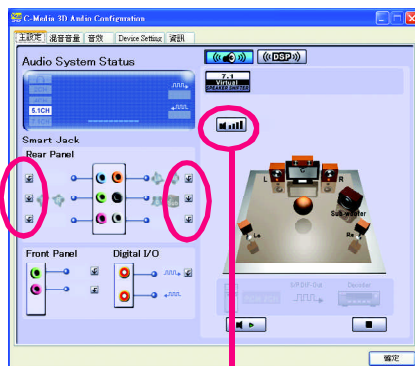 C-Media 3D Audio Configuration
主設定 混音音量 音效 Device Setting 資訊
Audio System Status
5.1CH
DSP
7.1
Virtual
SPEAKER SHIFTER
Smart Jack
Rear Panel
L C R
Sub-woofer
Ls Rs
Front Panel Digital I/O
S/PDIF-Out Decoder
確定